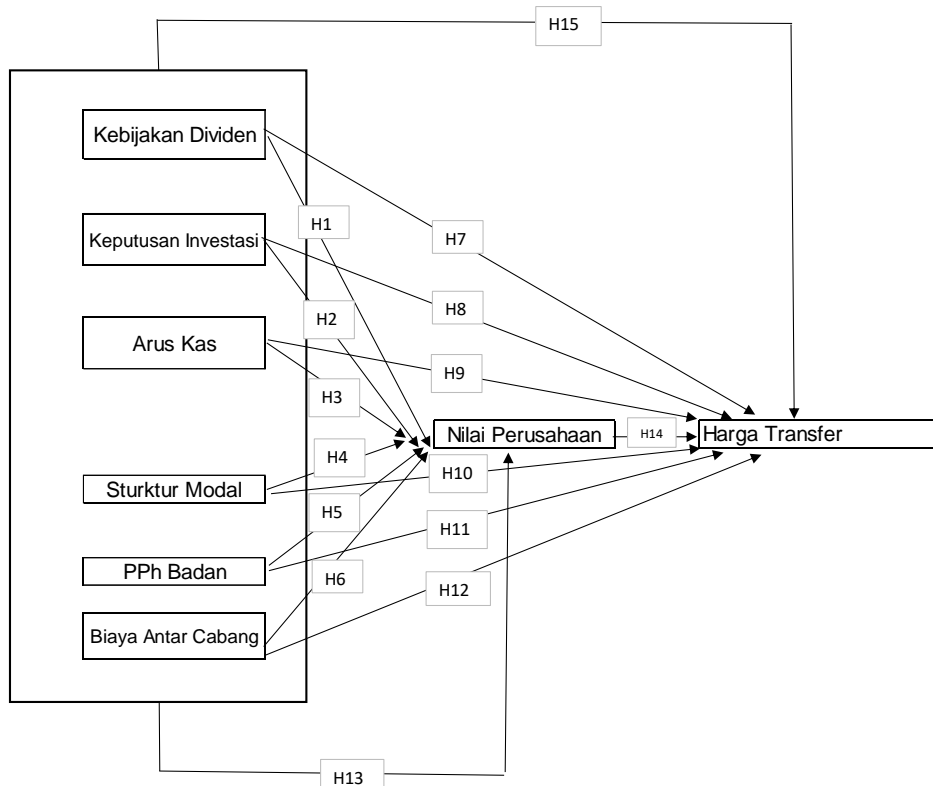 H15
Kebijakan Dividen
H1
H7
Keputusan Investasi
H8
H2
Arus Kas
H9
H3
Nilai Perusahaan
H14
Harga Transfer
H4
H10
Sturktur Modal
H5
H11
PPh Badan
H6
H12
Biaya Antar Cabang
H13